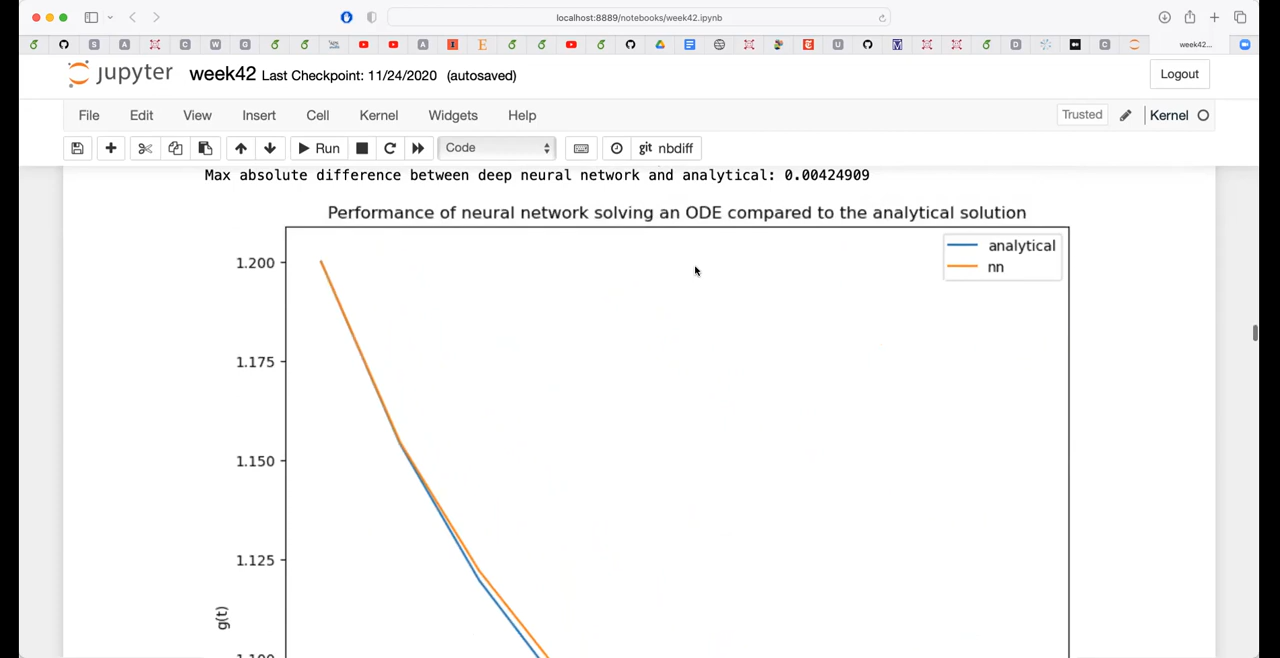 localhost:8889/notebooks/week42.ipynb
week42...
jupyter week42 Last Checkpoint: 11/24/2020 (autosaved) Logout
File Edit View Insert Cell Kernel Widgets Help Trusted Kernel
Run Code git nbdiff
Max absolute difference between deep neural network and analytical: 0.00424909
Performance of neural network solving an ODE compared to the analytical solution
analytical
nn
1.200
1.175
1.150
1.125
g(t)
1.100